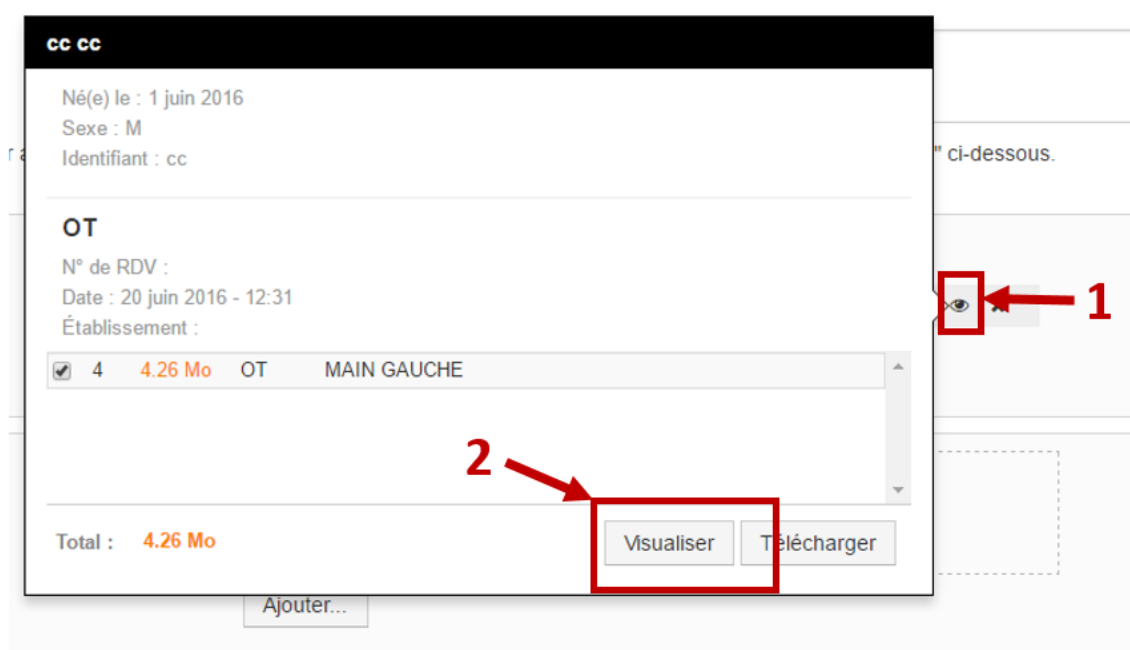 cc cc
Né(e) le : 1 juin 2016
Sexe : M
Identifiant : cc
" ci-dessous.
OT
N° de RDV :
Date : 20 juin 2016 - 12:31
Établissement :
1
4 4.26 Mo OT MAIN GAUCHE
2
Total : 4.26 Mo
Visualiser Télécharger
Ajouter...